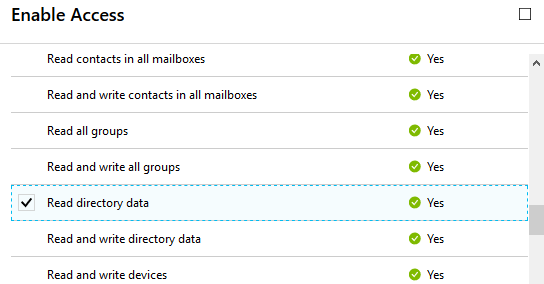 Enable Access
Read contacts in all mailboxes Yes
Read and write contacts in all mailboxes Yes
Read all groups Yes
Read and write all groups Yes
Read directory data Yes
Read and write directory data Yes
Read and write devices Yes